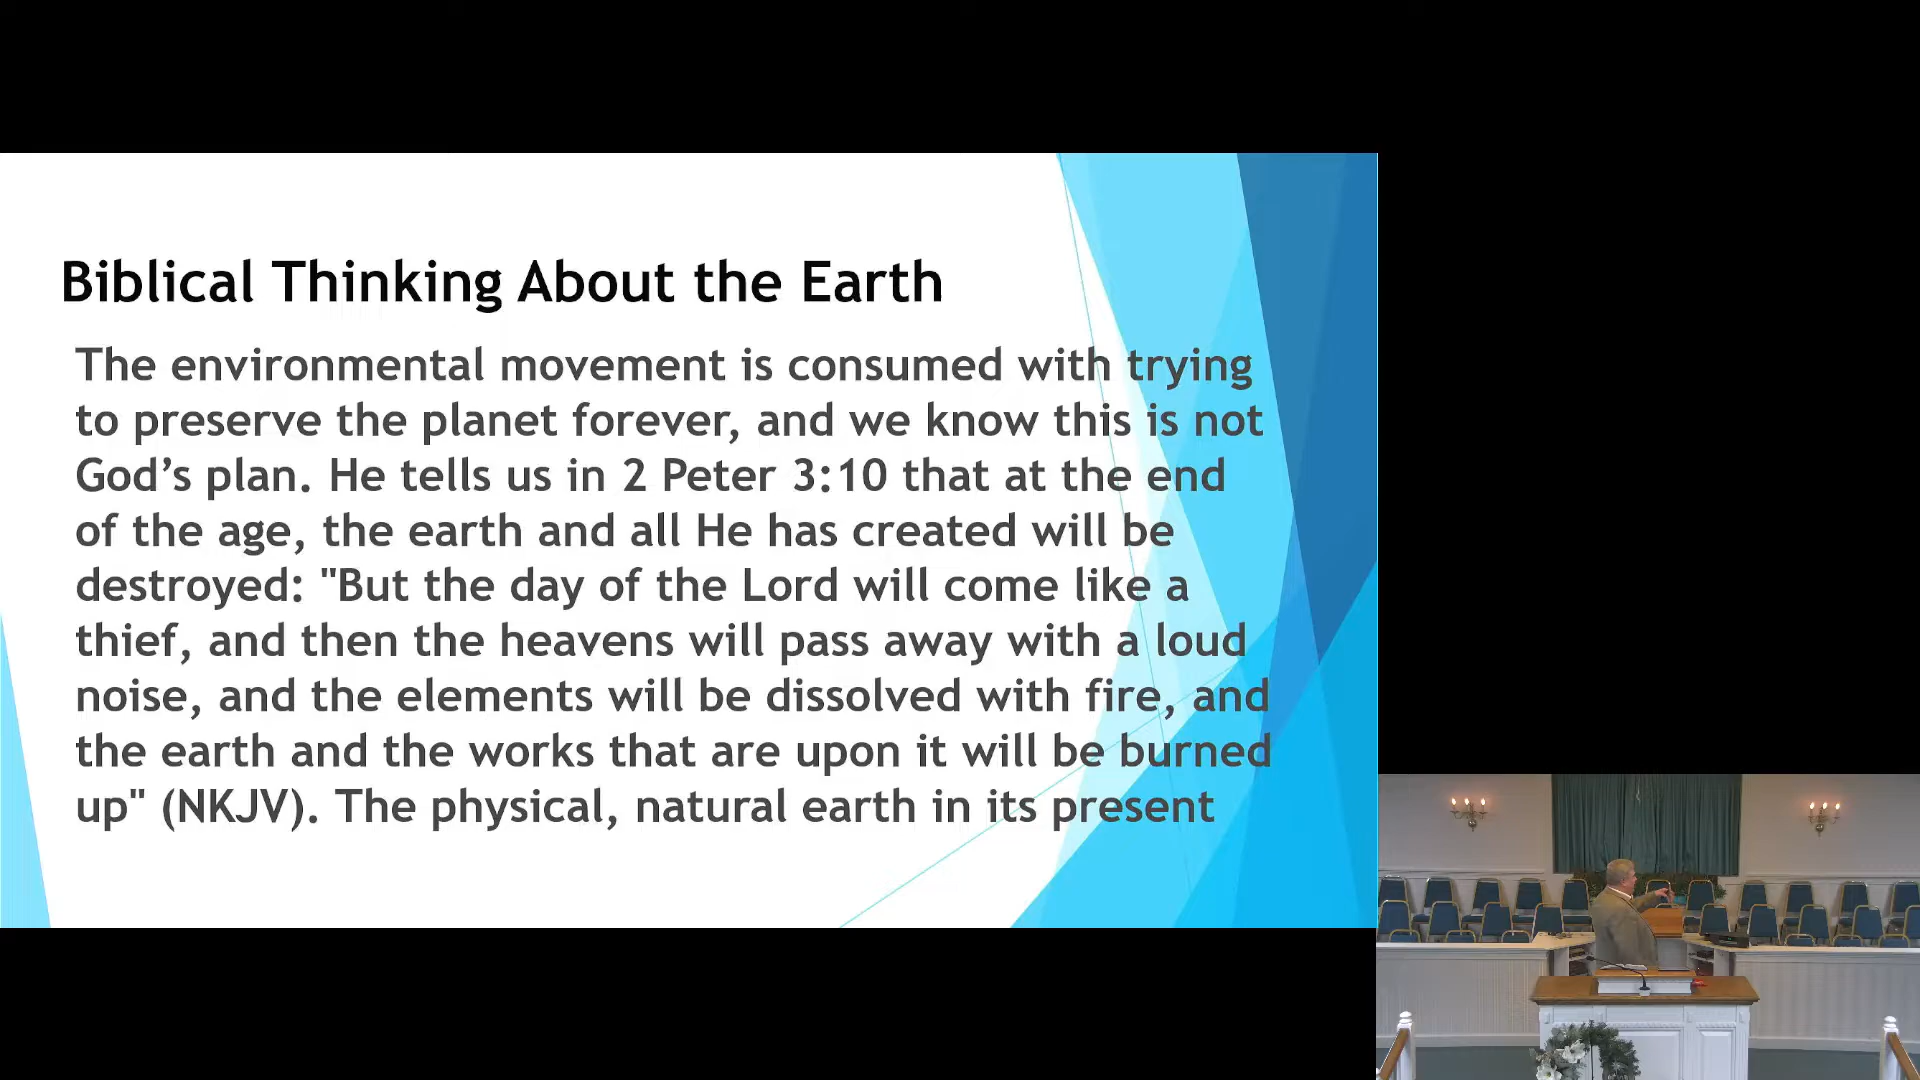 Biblical Thinking About the Earth
The environmental movement is consumed with trying
to preserve the planet forever, and we know this is not
God’s plan. He tells us in 2 Peter 3:10 that at the end
of the age, the earth and all He has created will be
destroyed: "But the day of the Lord will come like a
thief, and then the heavens will pass away with a loud
noise, and the elements will be dissolved with fire, and
the earth and the works that are upon it will be burned
up" (NKJV). The physical, natural earth in its present